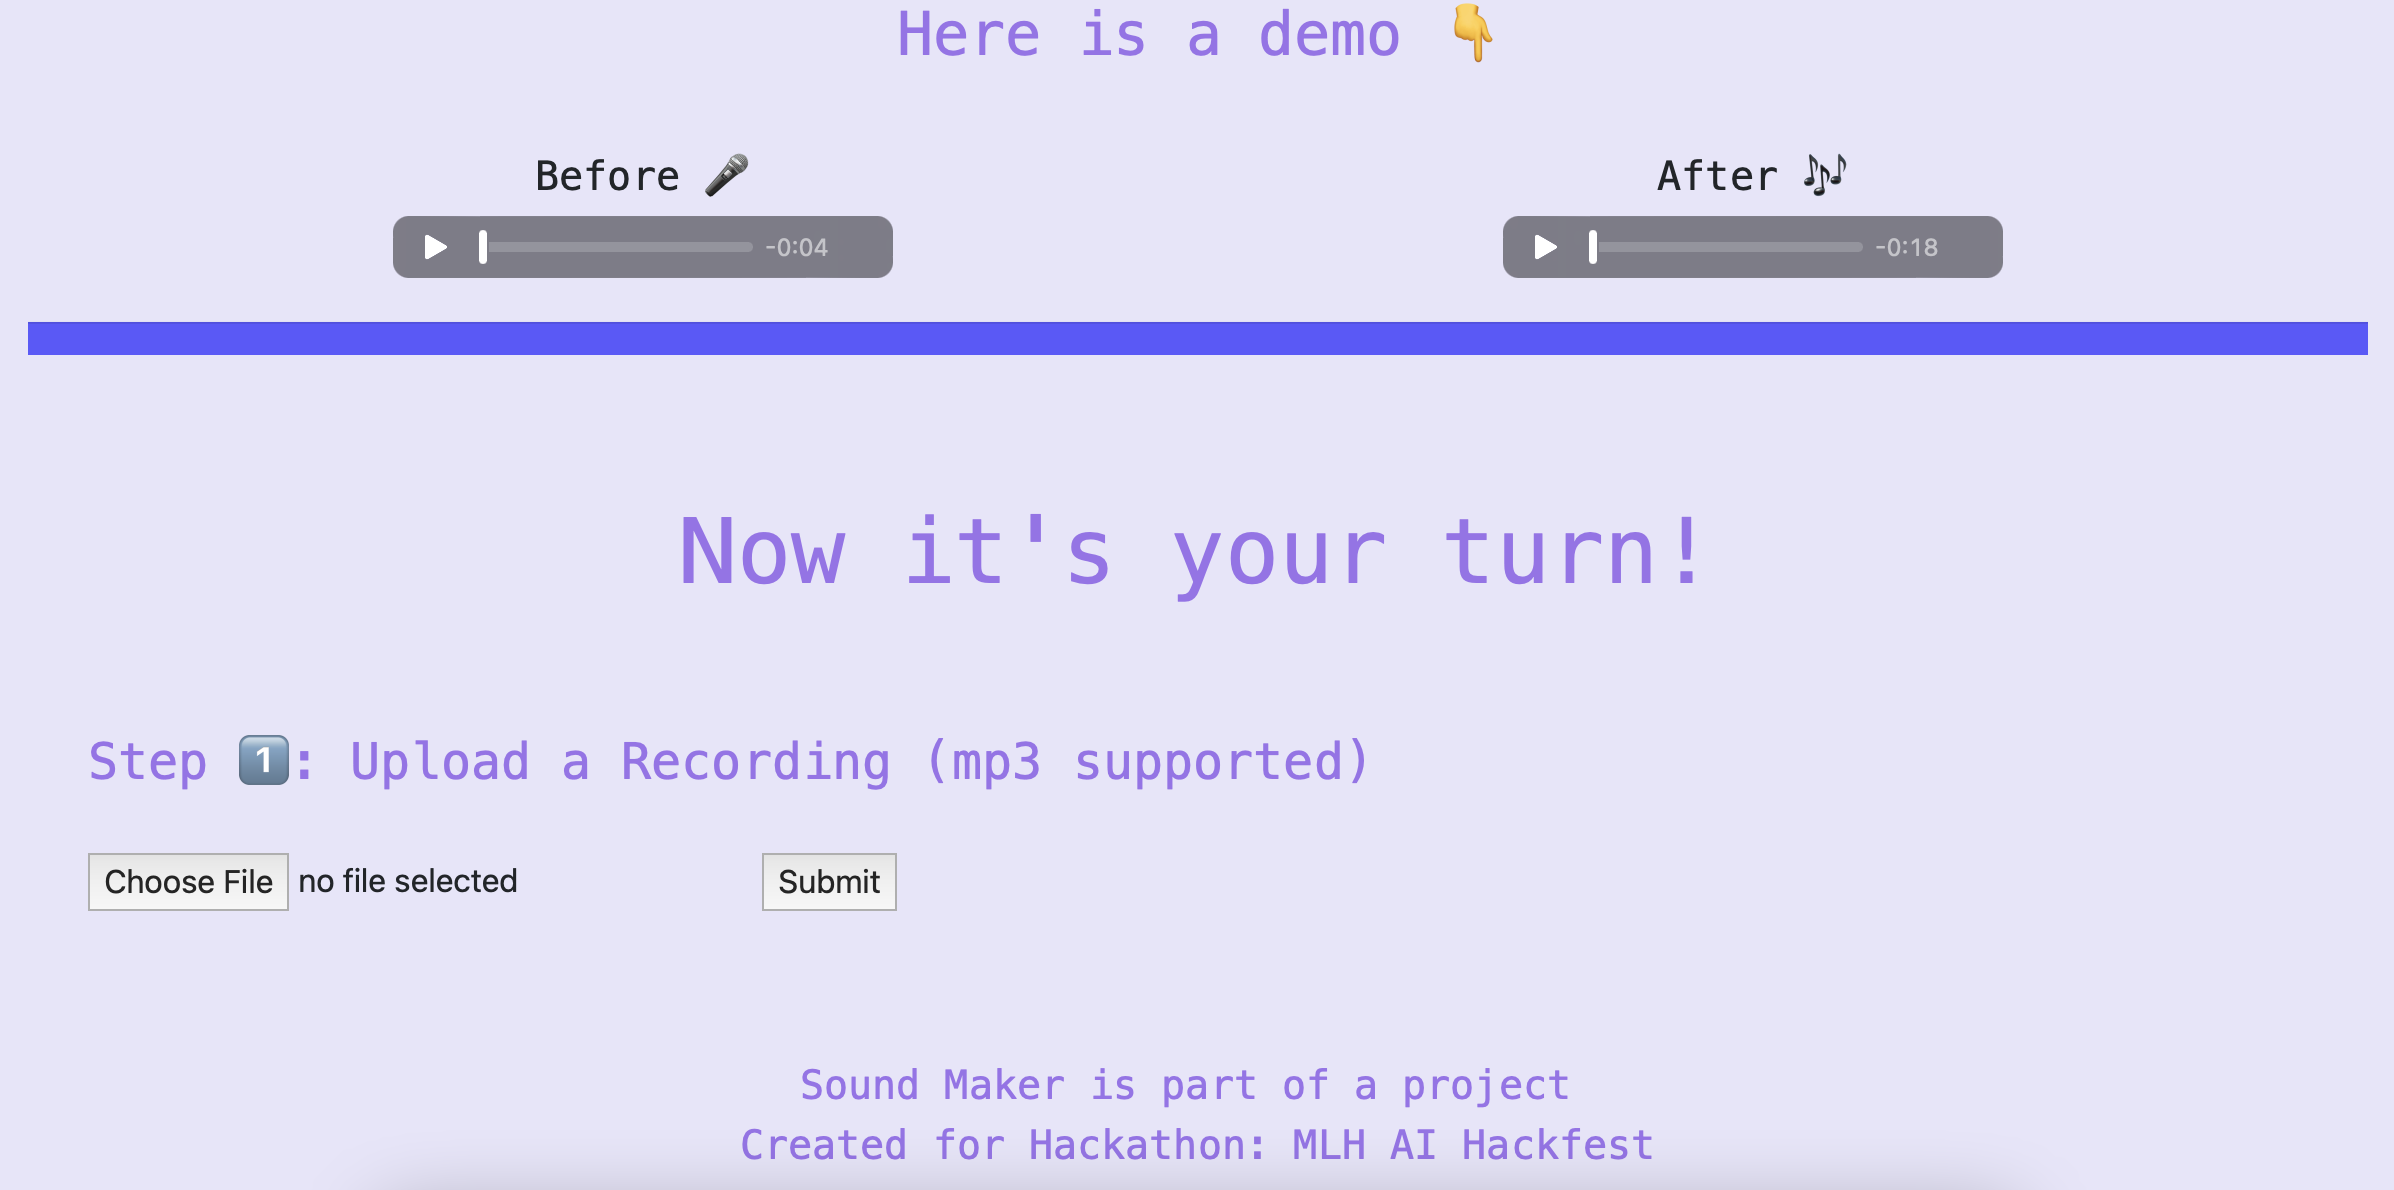 Here is a demo 👇
Before 🎤
After 🎶
-0:04
-0:18
Now it's your turn!
Step 1️⃣: Upload a Recording (mp3 supported)
Choose File no file selected
Submit
Sound Maker is part of a project
Created for Hackathon: MLH AI Hackfest